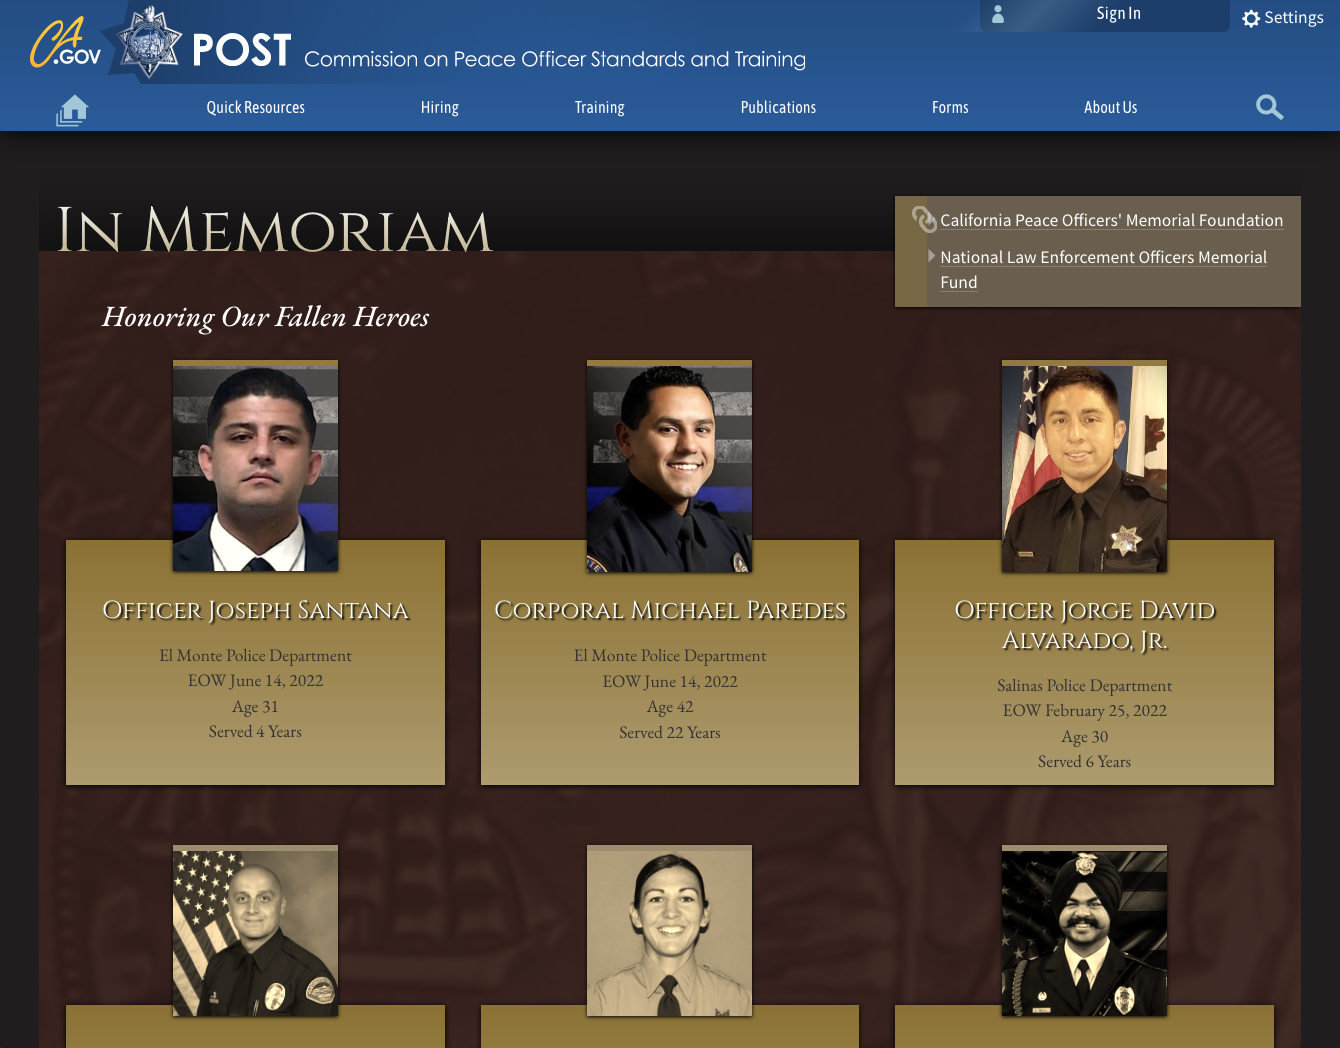 CA.GOV
POST Commission on Peace Officer Standards and Training
Sign In
Settings
Quick Resources
Hiring
Training
Publications
Forms
About Us
In Memoriam
California Peace Officers' Memorial Foundation
National Law Enforcement Officers Memorial
Fund
Honoring Our Fallen Heroes
Officer Joseph Santana
El Monte Police Department
EOW June 14, 2022
Age 31
Served 4 Years
Corporal Michael Paredes
El Monte Police Department
EOW June 14, 2022
Age 42
Served 22 Years
Officer Jorge David
Alvarado, Jr.
Salinas Police Department
EOW February 25, 2022
Age 30
Served 6 Years